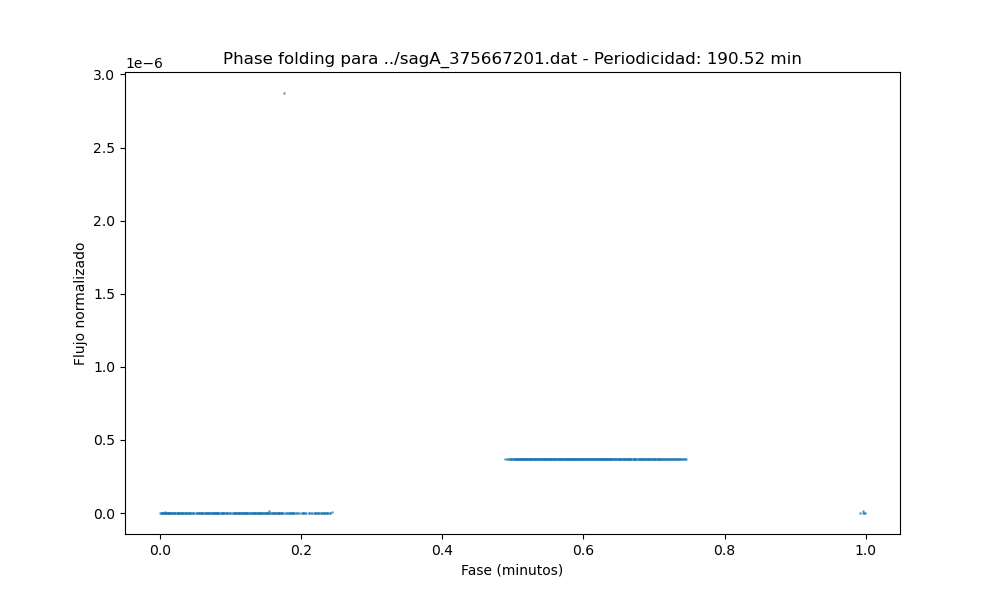 Phase folding para ../sagA_375667201.dat - Periodicidad: 190.52 min
1e−6
3.0
2.5
2.0
1.5
1.0
0.5
0.0
Flujo normalizado
0.0 0.2 0.4 0.6 0.8 1.0
Fase (minutos)